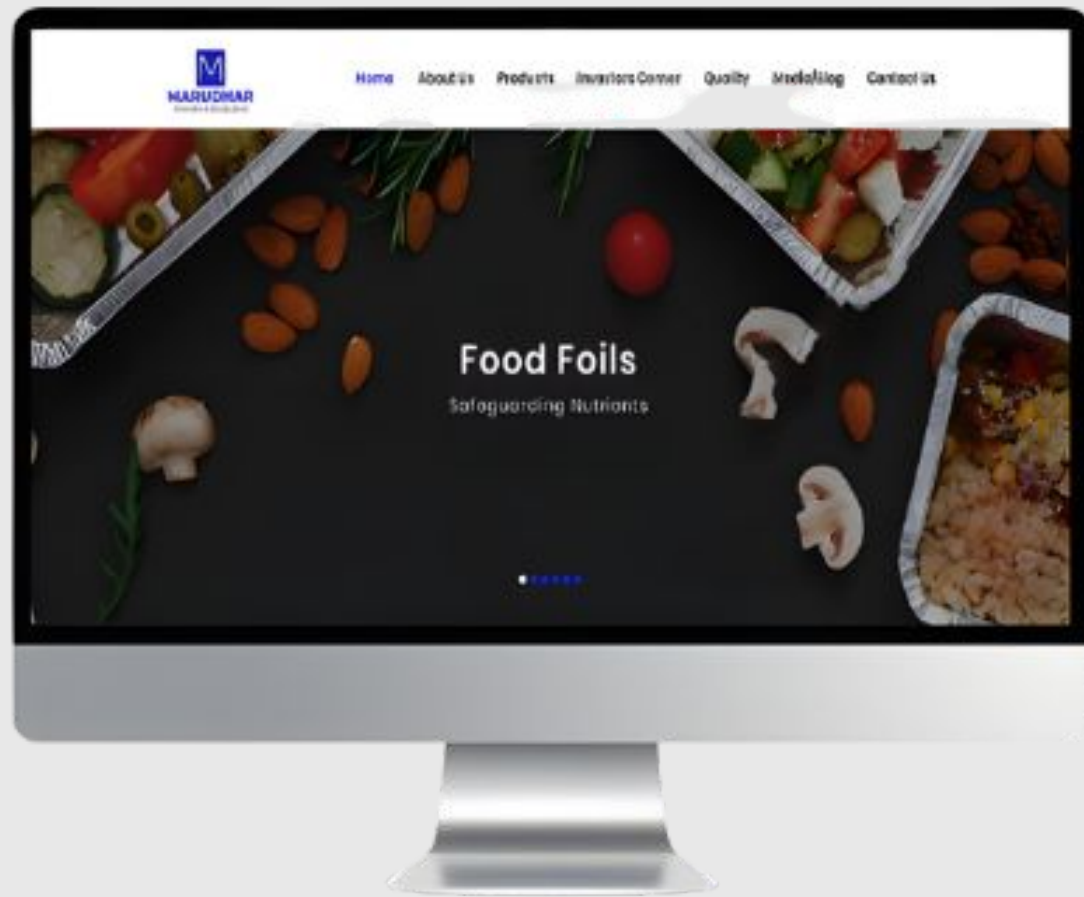 M
MARUDHAR
Home About Us Products Investors Corner Quality Media/Blog Contact Us
Food Foils
Safeguarding Nutrients